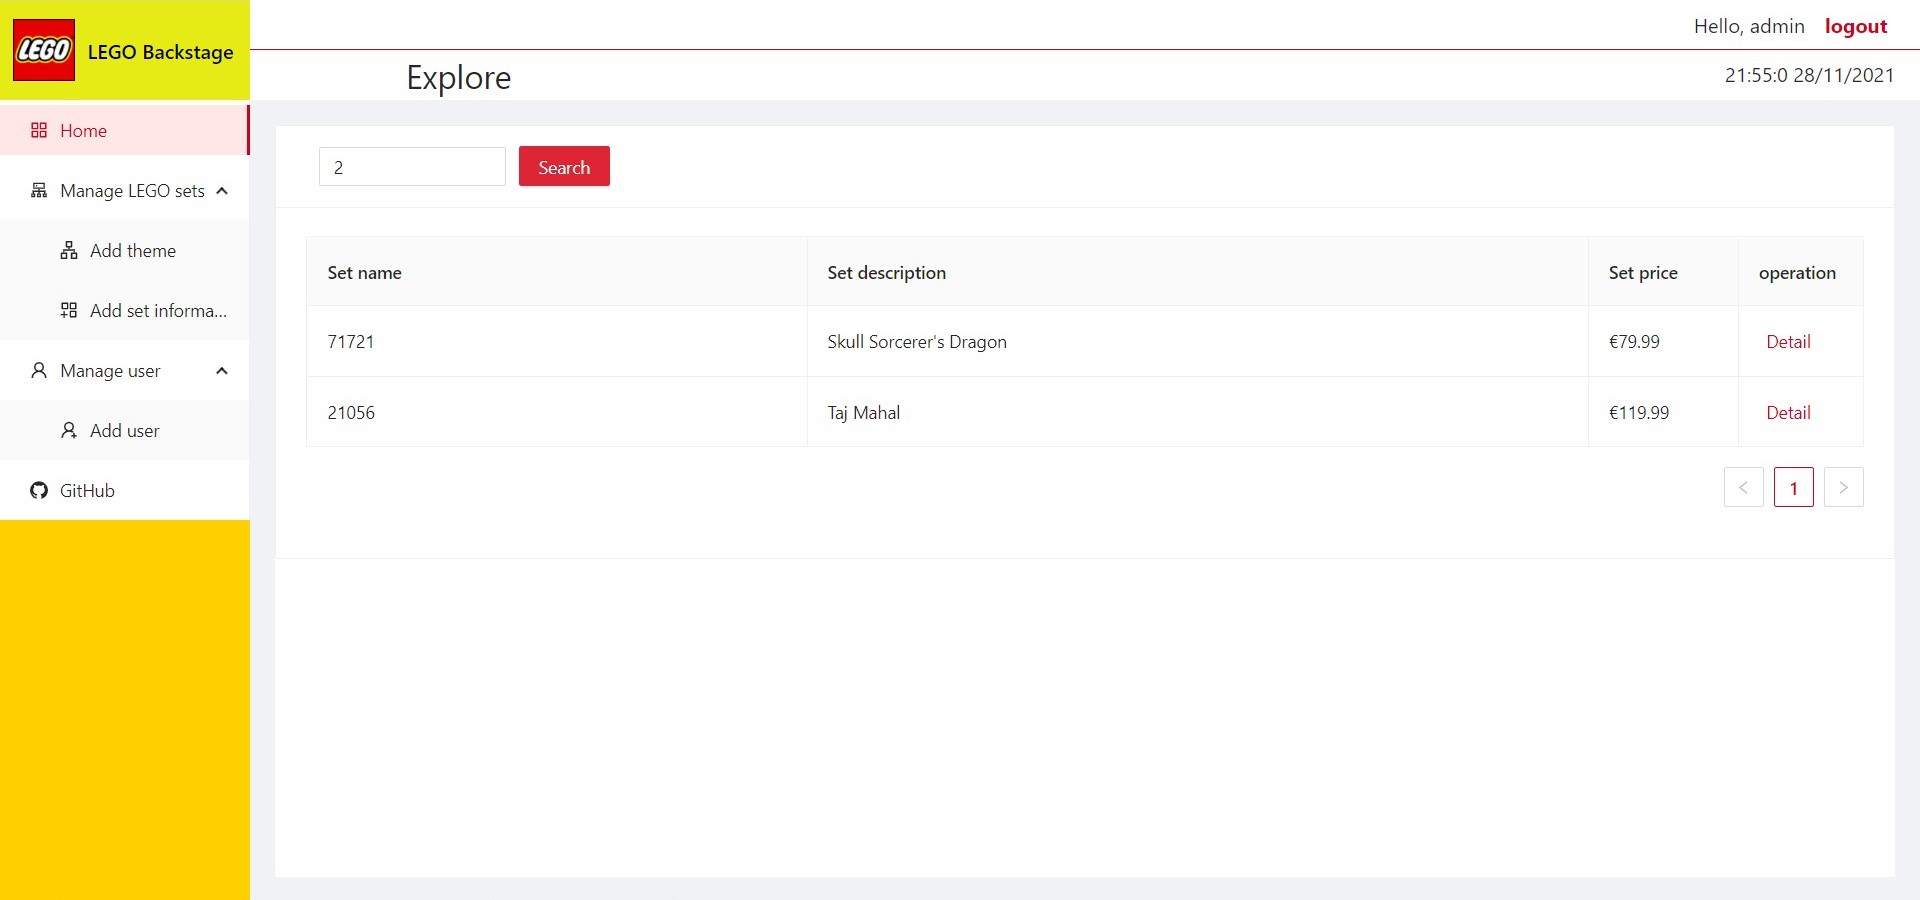 LEGO
LEGO Backstage
Hello, admin logout
Explore
21:55:0 28/11/2021
Home
Manage LEGO sets
Add theme
Add set informa...
Manage user
Add user
GitHub
2
Search
Set name Set description Set price operation
71721 Skull Sorcerer's Dragon €79.99 Detail
21056 Taj Mahal €119.99 Detail
< 1 >